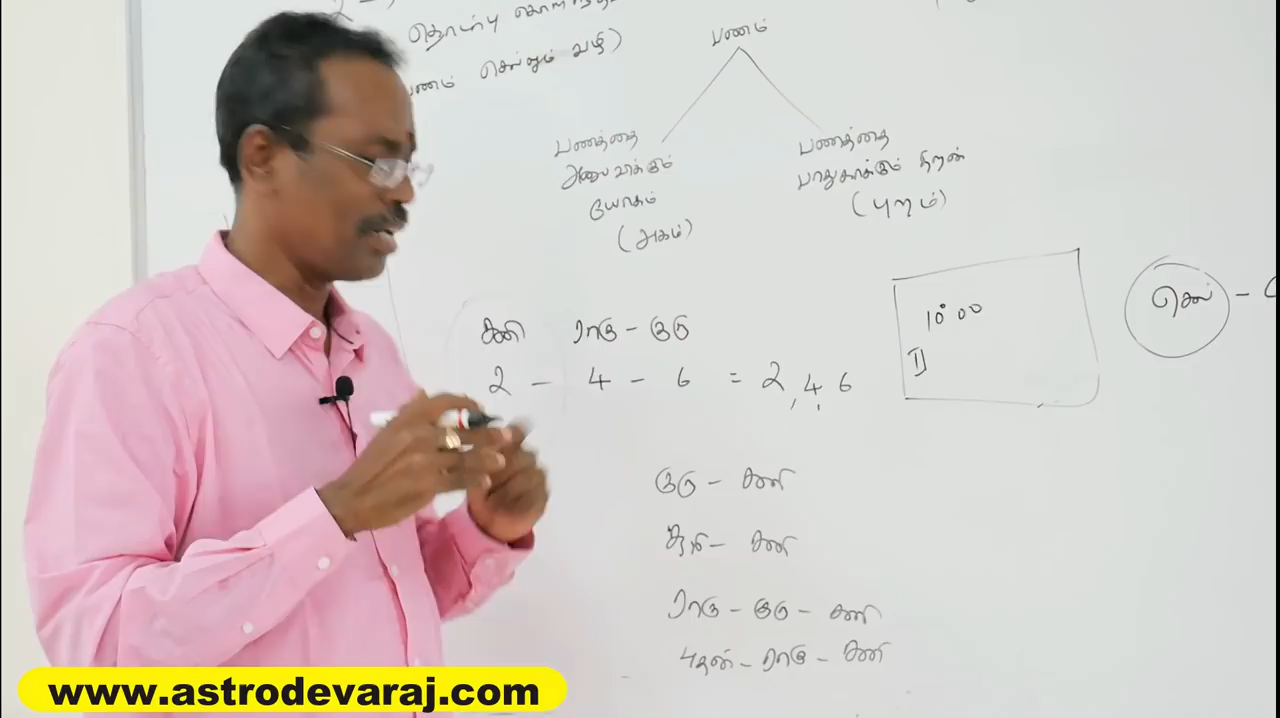 பணம்
பணம் செல்லும் வழி)
பணத்தை
அடைவாக்கும்
யோகம்
(அகம்)
பணத்தை
பாதுகாக்கும் திறன்
(புறம்)
சனி ராகு - குரு
2 - 4 - 6 = 2, 4, 6
10°00
II
செவ் -
குரு - சனி
சூரி - சனி
ராகு - குரு - சனி
புதன் - ராகு - சனி
www.astrodevaraj.com